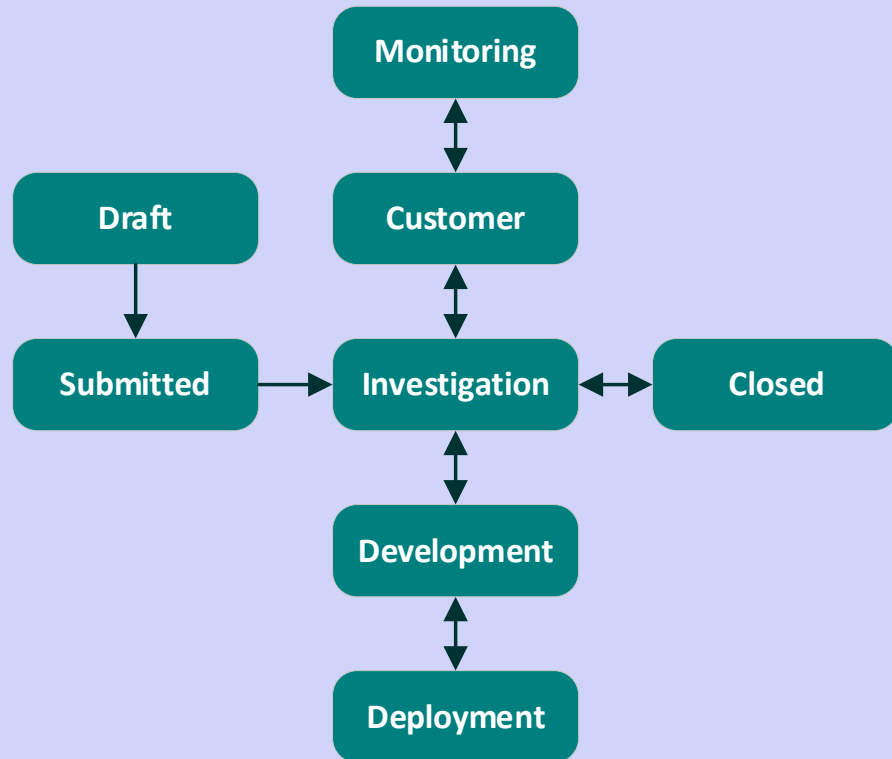 Monitoring
Draft
Customer
Submitted
Investigation
Closed
Development
Deployment